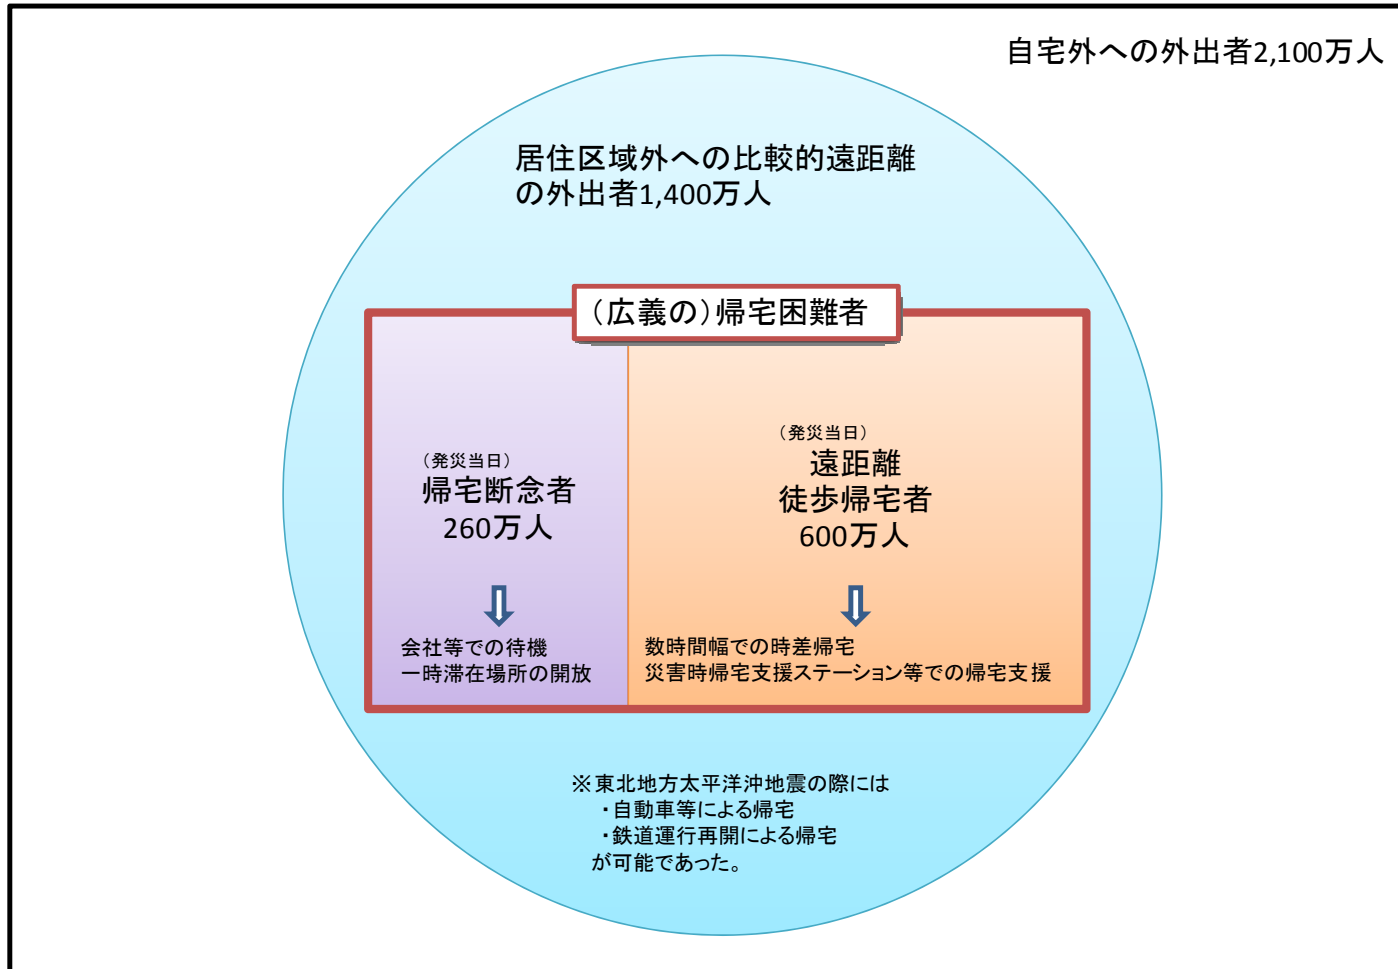 自宅外への外出者2,100万人
居住区域外への比較的遠距離
の外出者1,400万人
（広義の）帰宅困難者
（発災当日）
帰宅断念者
260万人
会社等での待機
一時滞在場所の開放
（発災当日）
遠距離
徒歩帰宅者
600万人
数時間幅での時差帰宅
災害時帰宅支援ステーション等での帰宅支援
※東北地方太平洋沖地震の際には
・自動車等による帰宅
・鉄道運行再開による帰宅
が可能であった。